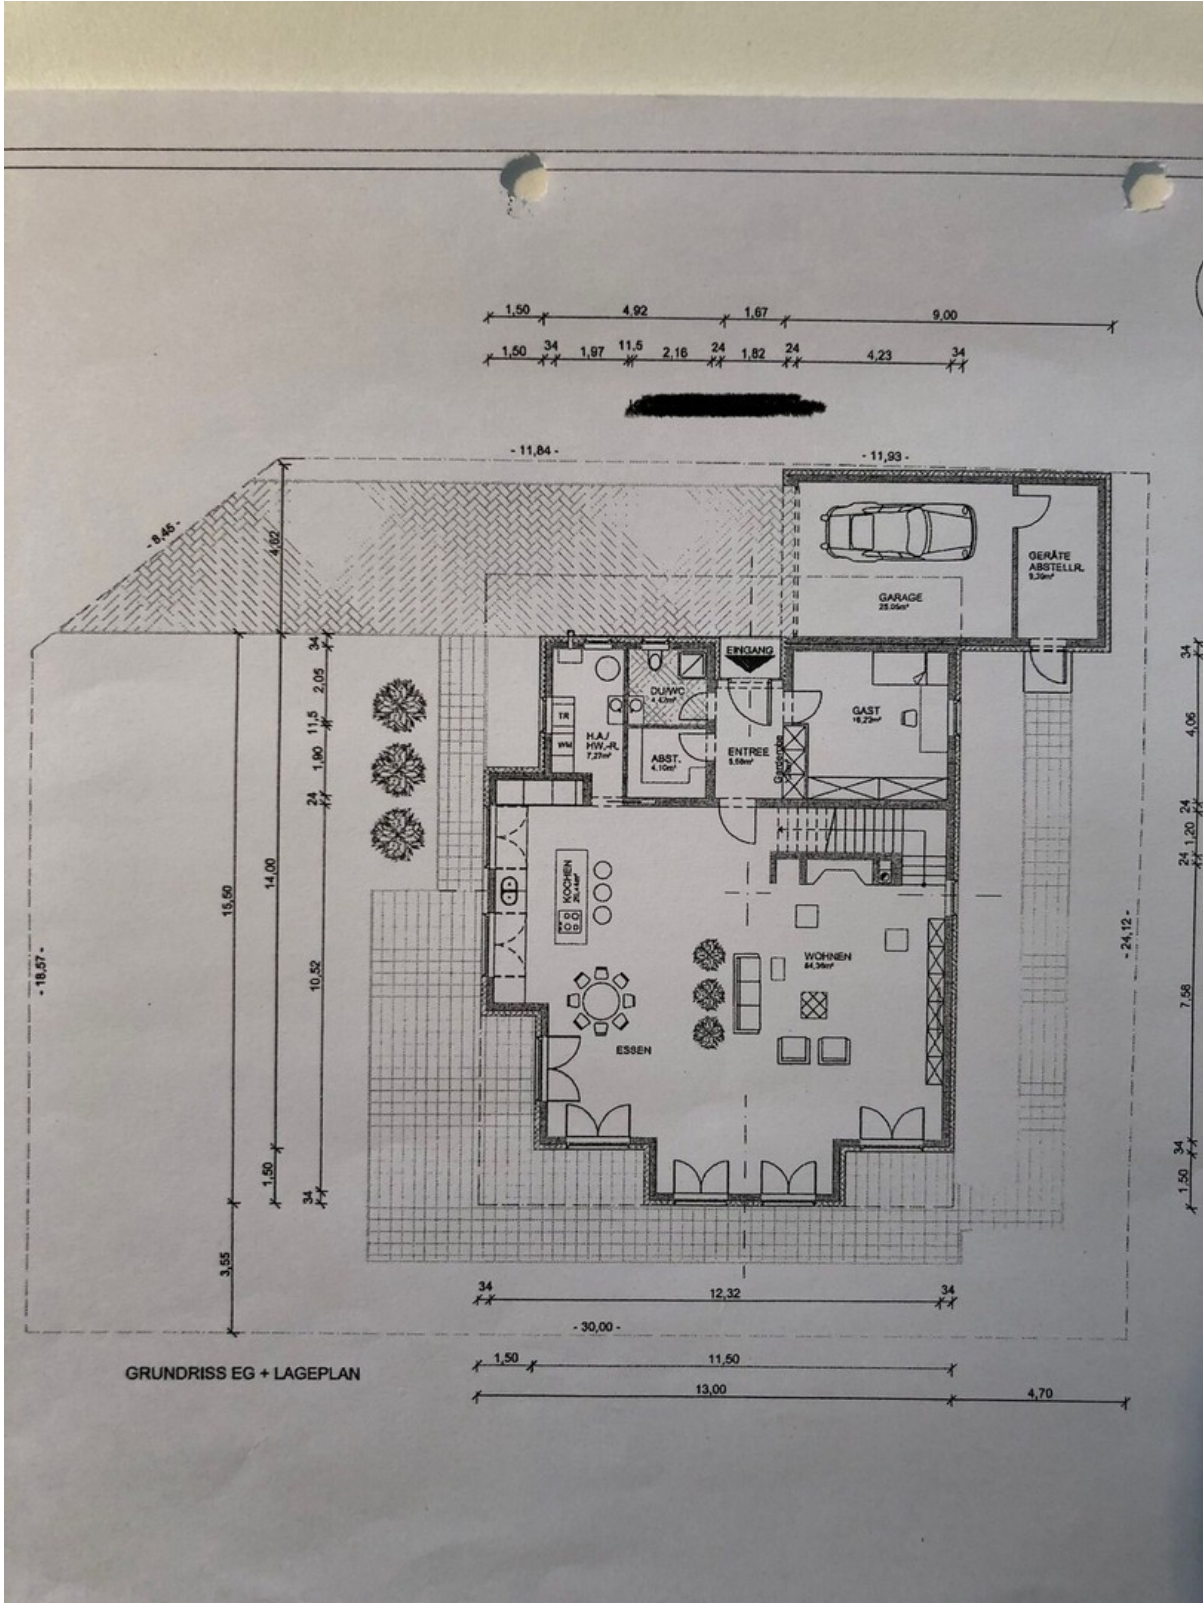 1,50 4,92 1,67 9,00
1,50 34 1,97 11,5 2,16 24 1,82 24 4,23 34
- 11,84 -
- 11,93 -
- 8,45 -
4,62
GERÄTE
ABSTELLR.
GARAGE
EINGANG
DU/WC
GAST
TR
WM
H.A./
HW.-R.
7,27m²
ABST.
4,10m²
ENTREE
Garderobe
KOCHEN
WOHNEN
ESSEN
34
2,05
11,5
1,90
24
10,52
34
14,00
1,50
15,50
3,55
- 18,57 -
34
4,06
24
1,20
24
7,58
34
1,50
- 24,12 -
34 12,32 34
- 30,00 -
GRUNDRISS EG + LAGEPLAN
1,50 11,50
13,00 4,70